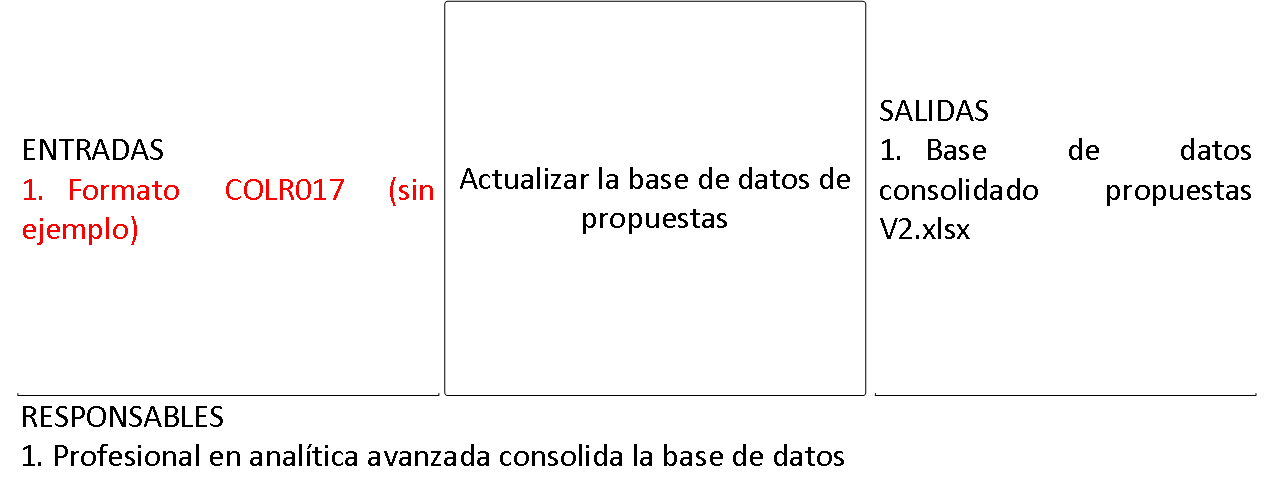 ENTRADAS
1. Formato COLR017 (sin
ejemplo)
Actualizar la base de datos de
propuestas
SALIDAS
1. Base de datos
consolidado propuestas
V2.xlsx
RESPONSABLES
1. Profesional en analítica avanzada consolida la base de datos